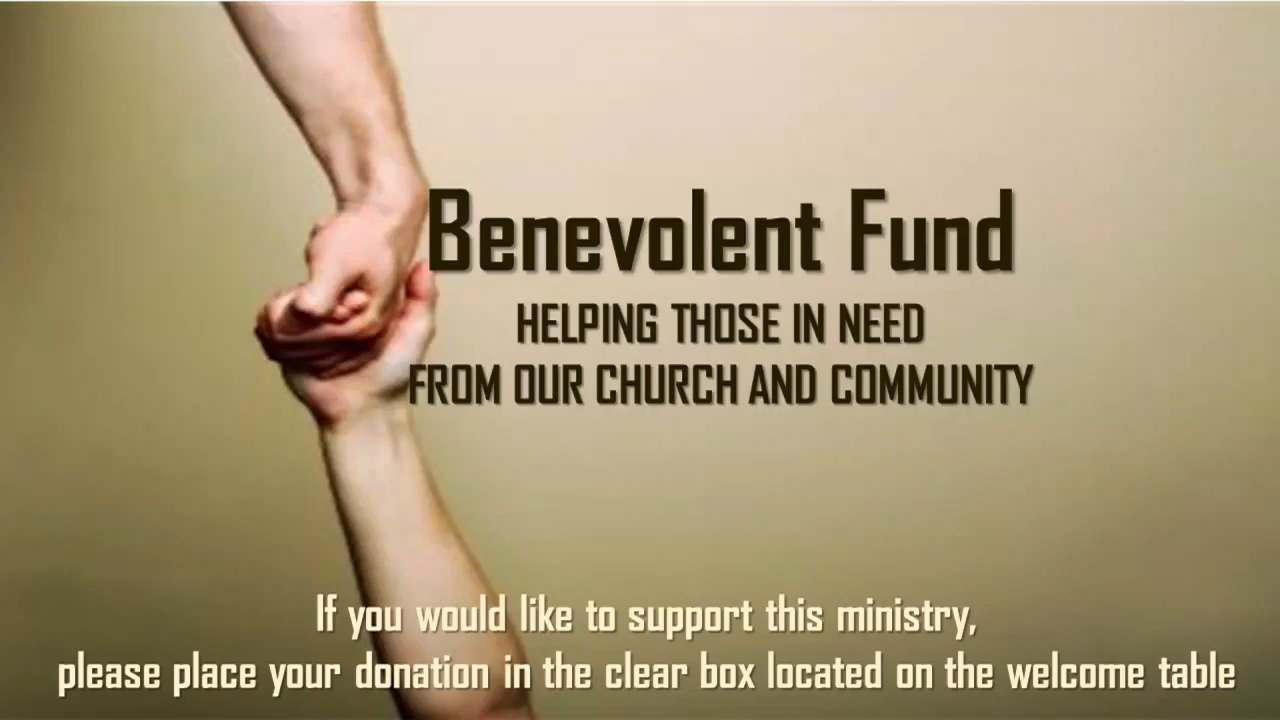 Benevolent Fund
HELPING THOSE IN NEED
FROM OUR CHURCH AND COMMUNITY
If you would like to support this ministry,
please place your donation in the clear box located on the welcome table